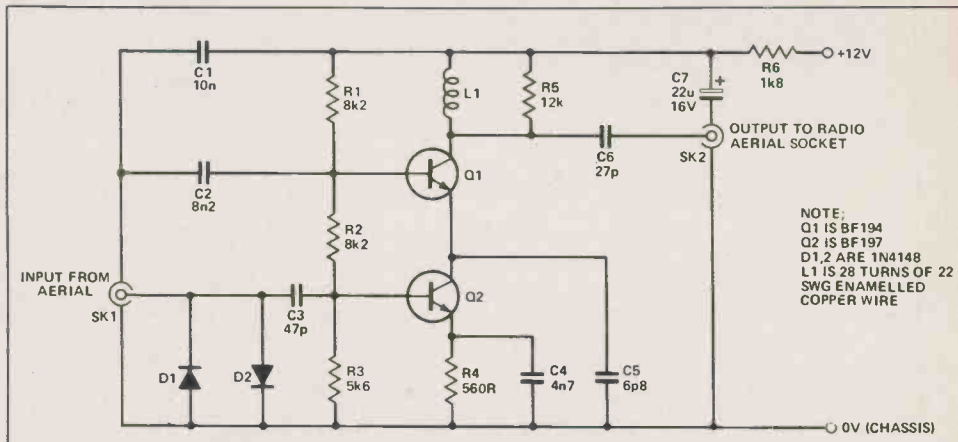 C1
10n
R1
8k2
L1
R5
12k
C7
22u
16V
+
R6
1k8
+12V
C2
8n2
Q1
C6
27p
SK2
OUTPUT TO RADIO
AERIAL SOCKET
R2
8k2
NOTE;
Q1 IS BF194
Q2 IS BF197
D1,2 ARE 1N4148
L1 IS 28 TURNS OF 22
SWG ENAMELLED
COPPER WIRE
INPUT FROM
AERIAL
SK1
C3
47p
Q2
D1
D2
R3
5k6
R4
560R
C4
4n7
C5
6p8
0V (CHASSIS)